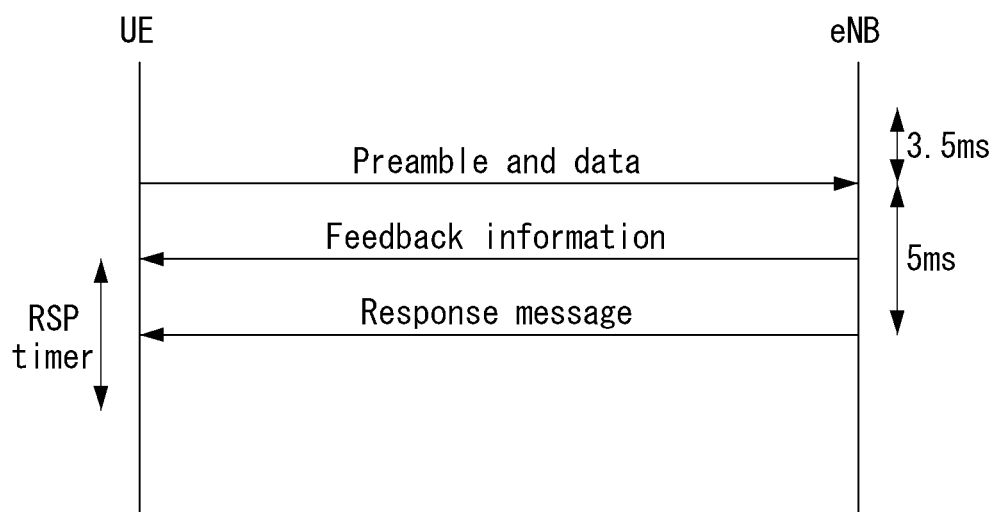 UE
eNB
3.5ms
Preamble and data
Feedback information
5ms
Response message
RSP
timer